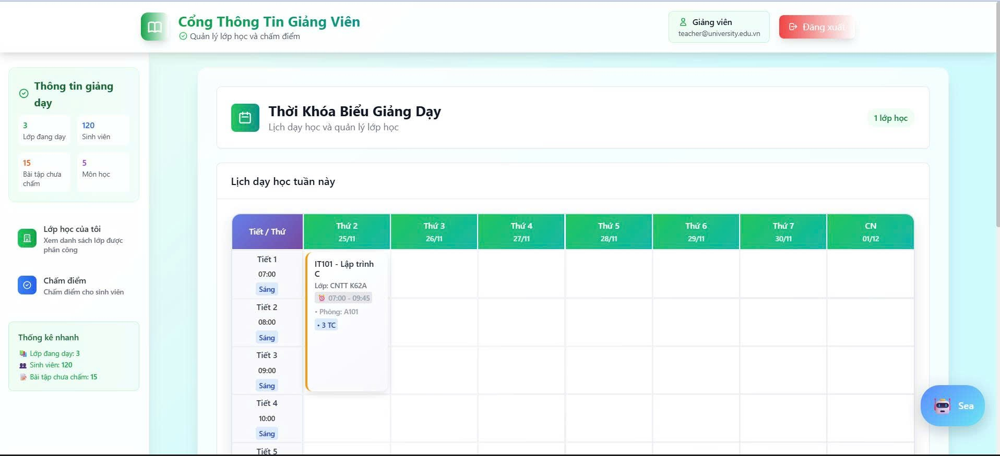 Cổng Thông Tin Giảng Viên
Quản lý lớp học và chấm điểm
Giảng viên
teacher@university.edu.vn
Đăng xuất
Thông tin giảng
dạy
3
Lớp đang dạy
120
Sinh viên
15
Bài tập chưa
chấm
5
Môn học
Lớp học của tôi
Xem danh sách lớp được
phân công
Chấm điểm
Chấm điểm cho sinh viên
Thống kê nhanh
Lớp đang dạy: 3
Sinh viên: 120
Bài tập chưa chấm: 15
Thời Khóa Biểu Giảng Dạy
Lịch dạy học và quản lý lớp học
1 lớp học
Lịch dạy học tuần này
Tiết / Thứ
Thứ 2
25/11
Thứ 3
26/11
Thứ 4
27/11
Thứ 5
28/11
Thứ 6
29/11
Thứ 7
30/11
CN
01/12
Tiết 1
07:00
Sáng
IT101 - Lập trình
C
Lớp: CNTT K62A
07:00 - 09:45
• Phòng: A101
• 3 TC
Tiết 2
08:00
Sáng
Tiết 3
09:00
Sáng
Tiết 4
10:00
Sáng
Tiết 5
Sea